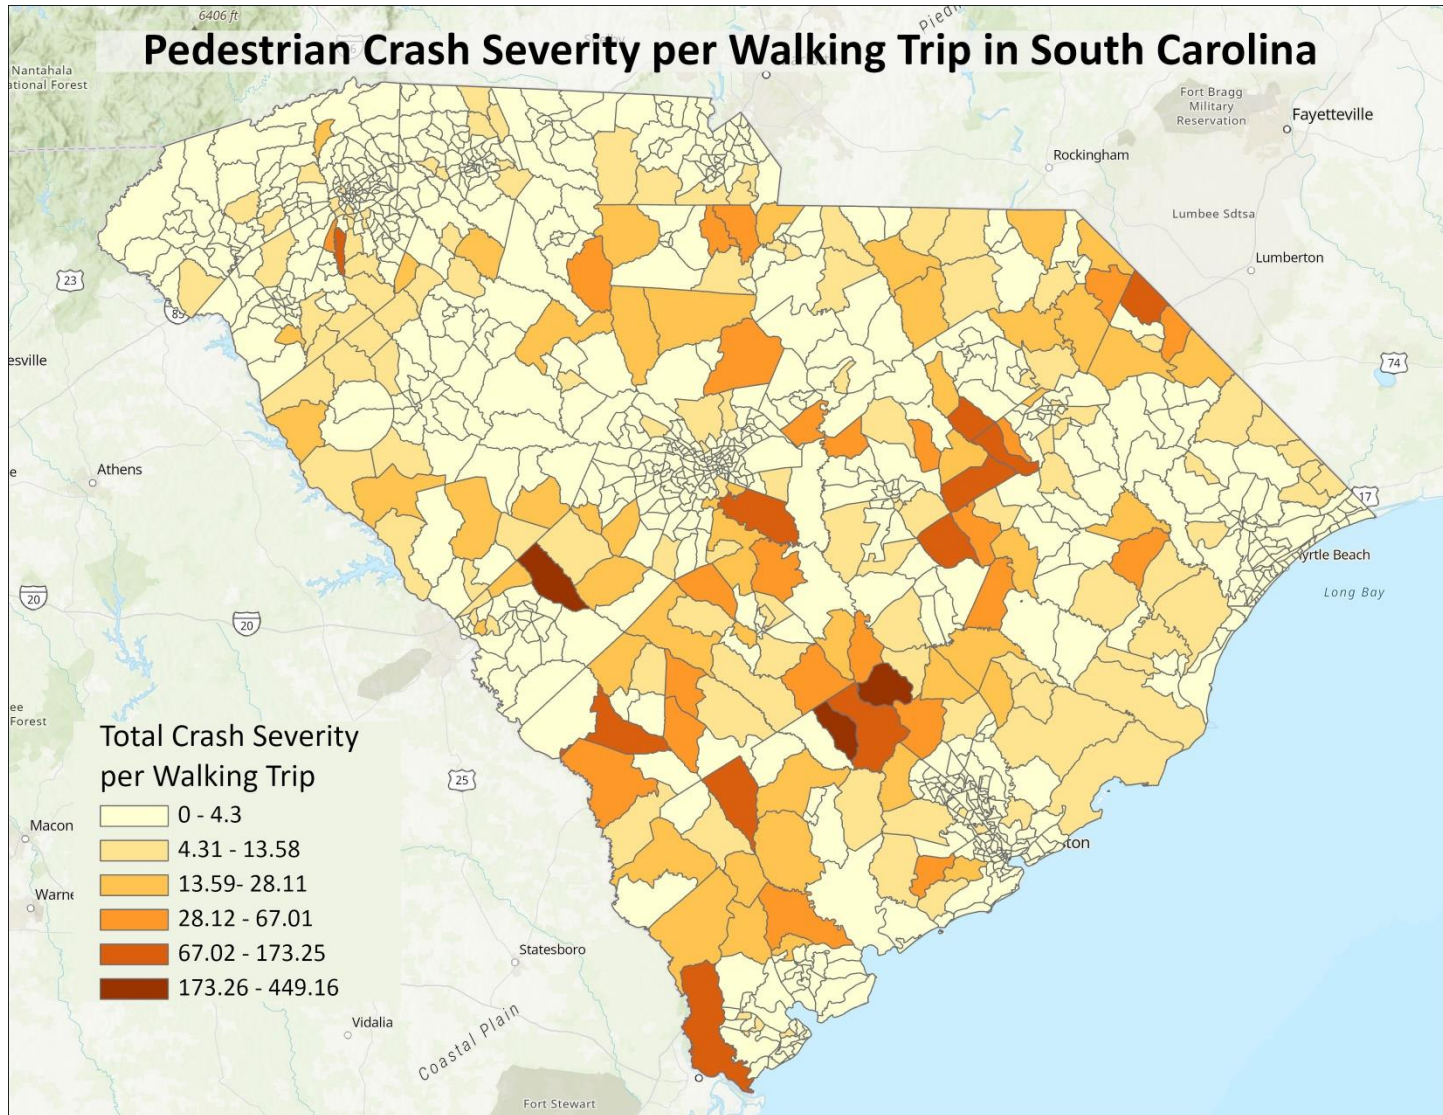 6406 ft
Pedestrian Crash Severity per Walking Trip in South Carolina
Nantahala
ational Forest
Fort Bragg
Military
Reservation
Fayetteville
Rockingham
Lumbee Sdtsa
Lumberton
23
85
esville
74
Athens
17
yrtle Beach
Long Bay
20
20
ee
Forest
Total Crash Severity
per Walking Trip
0 - 4.3
4.31 - 13.58
13.59- 28.11
28.12 - 67.01
67.02 - 173.25
173.26 - 449.16
25
Macon
ston
Warne
Statesboro
Vidalia
Coastal Plain
Fort Stewart